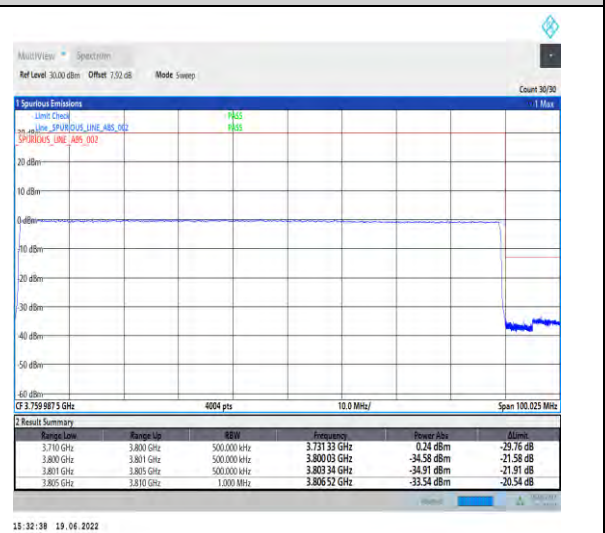 MultiView Spectrum
Ref Level 30.00 dBm Offset 7.92 dB Mode Sweep
Count 30/30
1 Spurious Emissions 1 Max
Limit Check PASS
Line _SPURIOUS_LINE_ABS_002 PASS
_SPURIOUS_LINE_ABS_002
20 dBm
10 dBm
0 dBm
-10 dBm
-20 dBm
-30 dBm
-40 dBm
-50 dBm
-60 dBm
CF 3.759 987 5 GHz 4004 pts 10.0 MHz/ Span 100.025 MHz
2 Result Summary
Range Low Range Up RBW Frequency Power Abs ΔLimit
3.710 GHz 3.800 GHz 500.000 kHz 3.731 33 GHz 0.24 dBm -29.76 dB
3.800 GHz 3.801 GHz 500.000 kHz 3.800 03 GHz -34.58 dBm -21.58 dB
3.801 GHz 3.805 GHz 500.000 kHz 3.803 34 GHz -34.91 dBm -21.91 dB
3.805 GHz 3.810 GHz 1.000 MHz 3.806 52 GHz -33.54 dBm -20.54 dB
15:32:38 19.06.2022